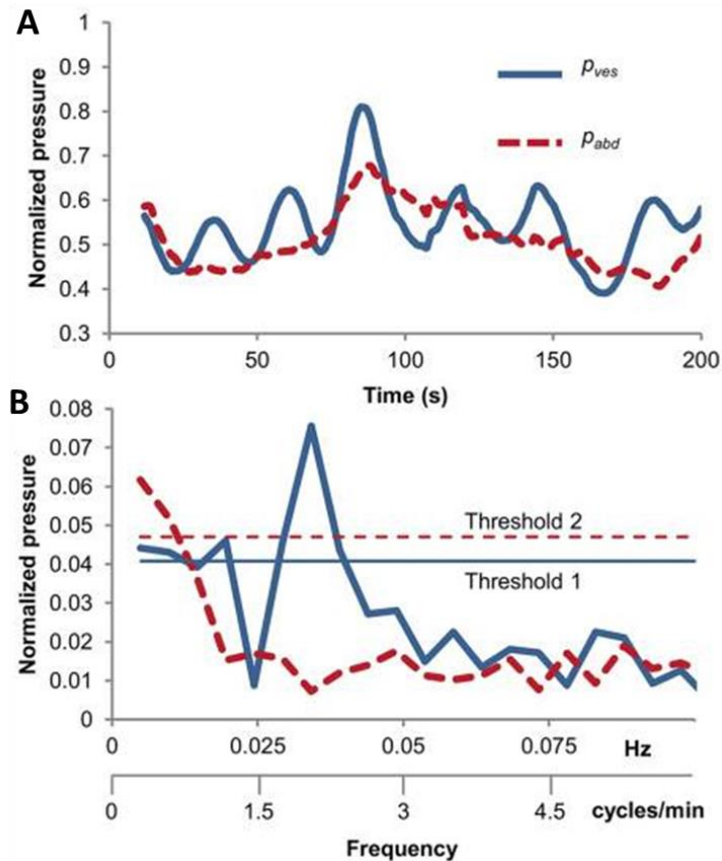 A
1
0.9
0.8
0.7
0.6
0.5
0.4
0.3
Normalized pressure
pves
pabd
0 50 100 150 200
Time (s)
B
0.08
0.07
0.06
0.05
0.04
0.03
0.02
0.01
0
Normalized pressure
Threshold 2
Threshold 1
0 0.025 0.05 0.075 Hz
0 1.5 3 4.5 cycles/min
Frequency